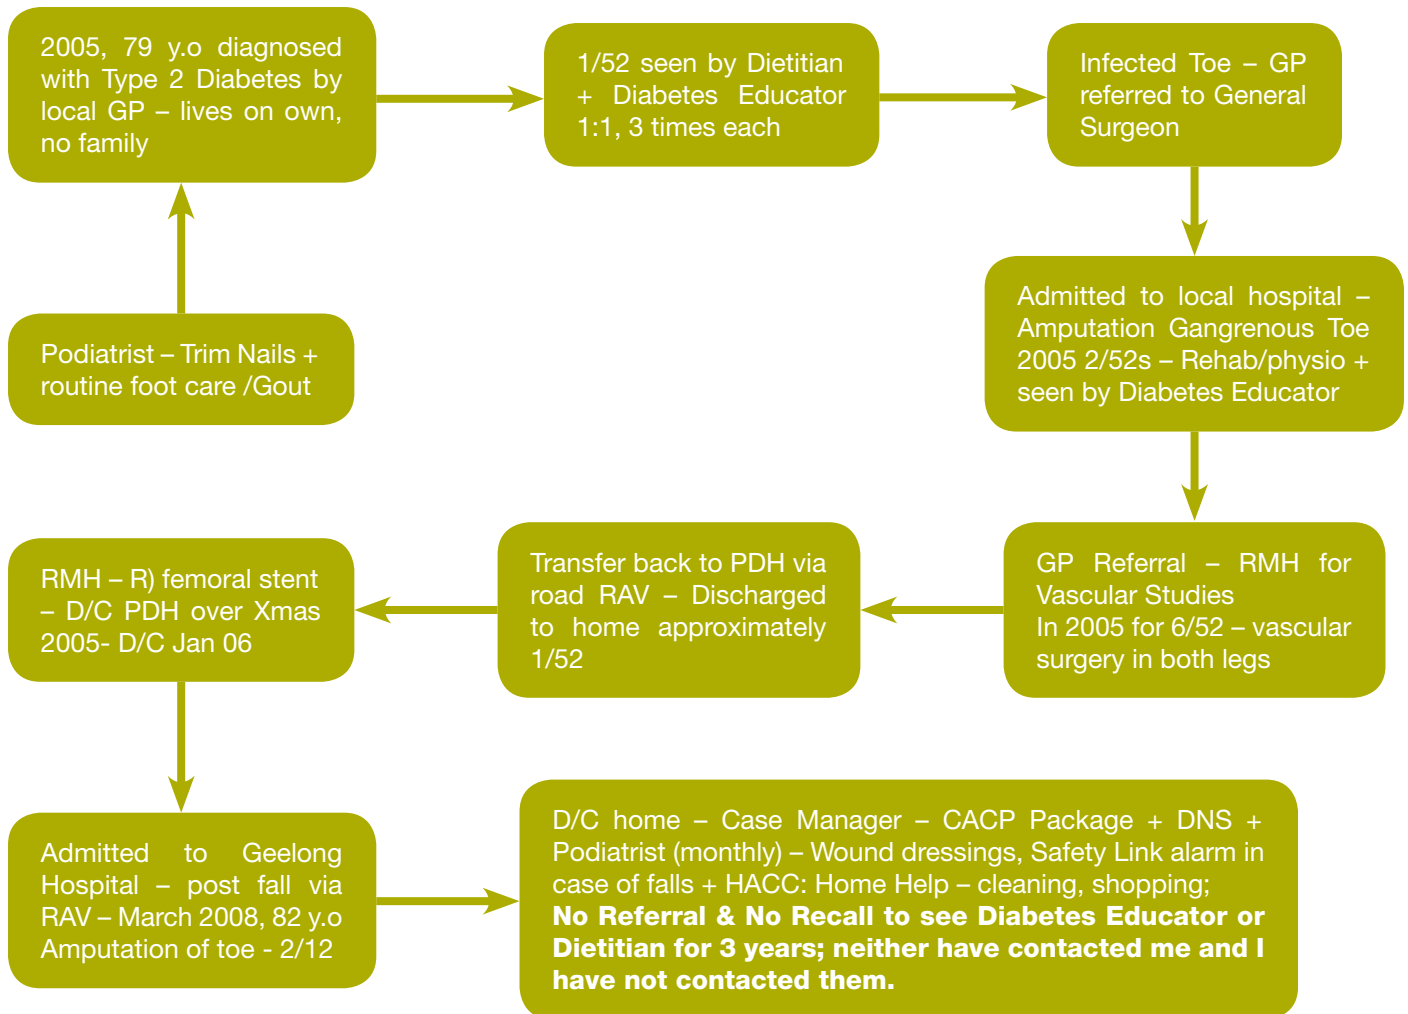 2005, 79 y.o diagnosed
with Type 2 Diabetes by
local GP – lives on own,
no family
1/52 seen by Dietitian
+ Diabetes Educator
1:1, 3 times each
Infected Toe – GP
referred to General
Surgeon
Podiatrist – Trim Nails +
routine foot care /Gout
Admitted to local hospital –
Amputation Gangrenous Toe
2005 2/52s – Rehab/physio +
seen by Diabetes Educator
GP Referral – RMH for
Vascular Studies
In 2005 for 6/52 – vascular
surgery in both legs
Transfer back to PDH via
road RAV – Discharged
to home approximately
1/52
RMH – R) femoral stent
– D/C PDH over Xmas
2005- D/C Jan 06
Admitted to Geelong
Hospital – post fall via
RAV – March 2008, 82 y.o
Amputation of toe - 2/12
D/C home – Case Manager – CACP Package + DNS +
Podiatrist (monthly) – Wound dressings, Safety Link alarm in
case of falls + HACC: Home Help – cleaning, shopping;
No Referral & No Recall to see Diabetes Educator or
Dietitian for 3 years; neither have contacted me and I
have not contacted them.